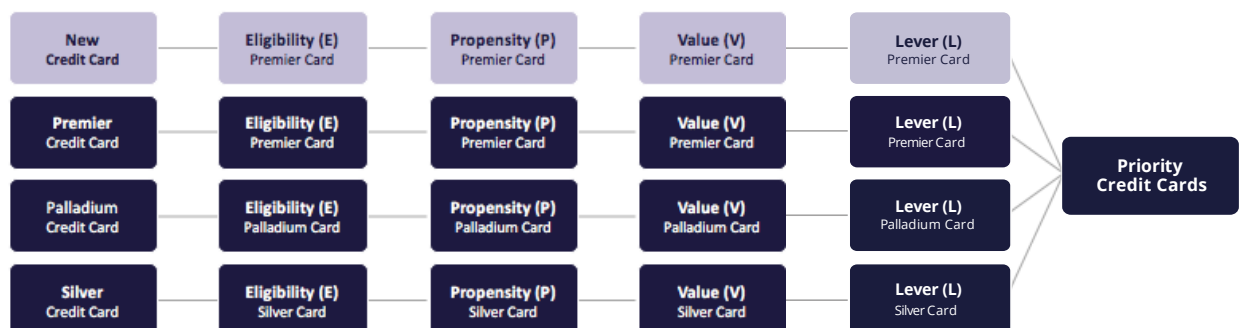 New
Credit Card
Eligibility (E)
Premier Card
Propensity (P)
Premier Card
Value (V)
Premier Card
Lever (L)
Premier Card
Premier
Credit Card
Eligibility (E)
Premier Card
Propensity (P)
Premier Card
Value (V)
Premier Card
Lever (L)
Premier Card
Palladium
Credit Card
Eligibility (E)
Palladium Card
Propensity (P)
Palladium Card
Value (V)
Palladium Card
Lever (L)
Palladium Card
Silver
Credit Card
Eligibility (E)
Silver Card
Propensity (P)
Silver Card
Value (V)
Silver Card
Lever (L)
Silver Card
Priority
Credit Cards